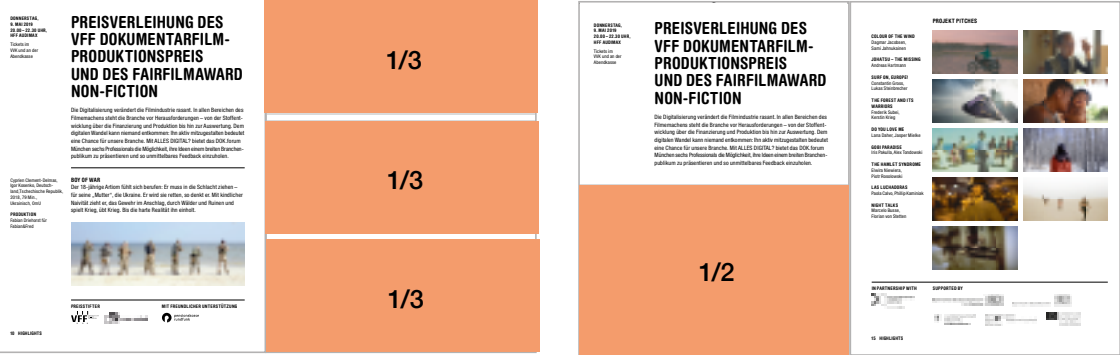 DONNERSTAG,
9. MAI 2019
20.00 – 22.30 UHR,
HFF AUDIMAX
Tickets im
VVK und an der
Abendkasse
PREISVERLEIHUNG DES
VFF DOKUMENTARFILM-
PRODUKTIONSPREIS
UND DES FAIRFILMAWARD
NON-FICTION
Die Digitalisierung verändert die Filmindustrie rasant. In allen Bereichen des
Filmemachens steht die Branche vor Herausforderungen – von der Stoffent-
wicklung über die Finanzierung und Produktion bis hin zur Auswertung. Dem
digitalen Wandel kann niemand entkommen: Ihn aktiv mitzugestalten bedeutet
eine Chance für unsere Branche. Mit ALLES DIGITAL? bietet das DOK.forum
München sechs Professionals die Möglichkeit, ihre Ideen einem breiten Branchen-
publikum zu präsentieren und so unmittelbares Feedback einzuholen.
Cyprien Clement-Delmas,
Igor Kosenko, Deutsch-
land, Tschechische Republik,
2018, 79 Min.,
Ukrainisch, OmU
PRODUKTION
Fabian Driehorst für
Fabian&Fred
BOY OF WAR
Der 18-jährige Artiom fühlt sich berufen: Er muss in die Schlacht ziehen –
für seine „Mutter“, die Ukraine. Er wird sie retten, so denkt er. Mit kindlicher
Naivität zieht er, das Gewehr im Anschlag, durch Wälder und Ruinen und
spielt Krieg, übt Krieg. Bis die harte Realität ihn einholt.
PREISSTIFTER
VFF
MIT FREUNDLICHER UNTERSTÜTZUNG
pensionskasse
rundfunk
18 HIGHLIGHTS
1/3
1/3
1/3
DONNERSTAG,
9. MAI 2019
20.00 – 22.30 UHR,
HFF AUDIMAX
Tickets im
VVK und an der
Abendkasse
PREISVERLEIHUNG DES
VFF DOKUMENTARFILM-
PRODUKTIONSPREIS
UND DES FAIRFILMAWARD
NON-FICTION
Die Digitalisierung verändert die Filmindustrie rasant. In allen Bereichen des
Filmemachens steht die Branche vor Herausforderungen – von der Stoffent-
wicklung über die Finanzierung und Produktion bis hin zur Auswertung. Dem
digitalen Wandel kann niemand entkommen: Ihn aktiv mitzugestalten bedeutet
eine Chance für unsere Branche. Mit ALLES DIGITAL? bietet das DOK.forum
München sechs Professionals die Möglichkeit, ihre Ideen einem breiten Branchen-
publikum zu präsentieren und so unmittelbares Feedback einzuholen.
1/2
PROJEKT PITCHES
COLOUR OF THE WIND
Dagmar Jacobsen,
Sami Jahnukainen
JOHATSU – THE MISSING
Andreas Hartmann
SURF ON, EUROPE!
Constantin Gross,
Lukas Steinbrecher
THE FOREST AND ITS
WARRIORS
Frederik Subei,
Kerstin Krieg
DO YOU LOVE ME
Lana Daher, Jasper Mielke
GOBI PARADISE
Iris Pakulla, Alex Tondowski
THE HAMLET SYNDROME
Elwira Niewiera,
Piotr Rosołowski
LAS LUCHADORAS
Paola Calvo, Phillip Kaminiak
NIGHT TALKS
Marcelo Busse,
Florian von Stetten
IN PARTNERSHIP WITH
SUPPORTED BY
15 HIGHLIGHTS